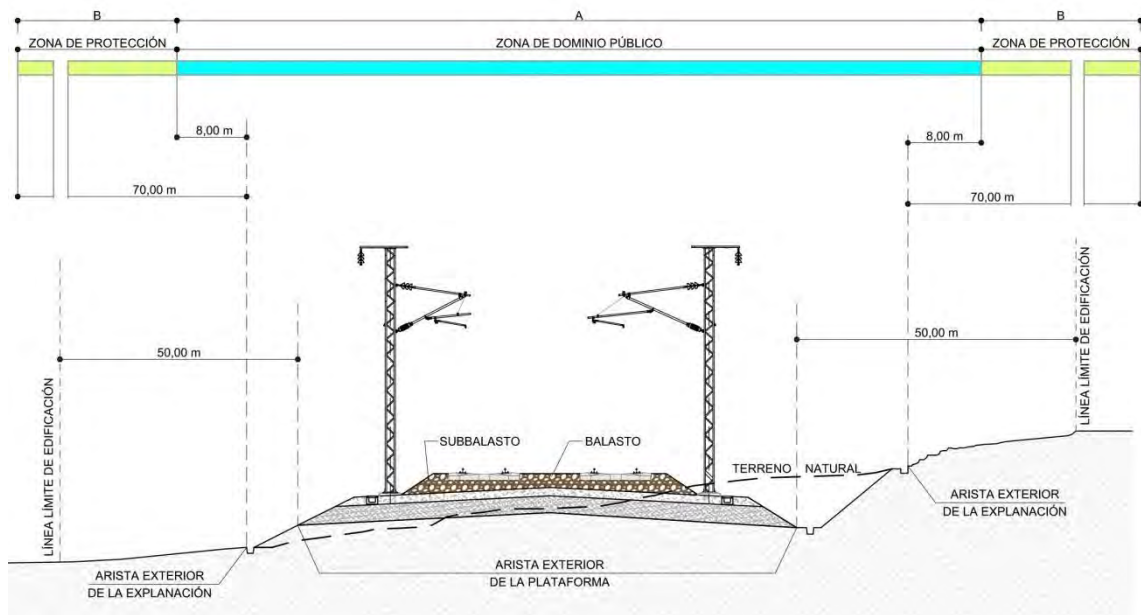 B
A
B
ZONA DE PROTECCIÓN
ZONA DE DOMINIO PÚBLICO
ZONA DE PROTECCIÓN
8,00 m
8,00 m
70,00 m
70,00 m
50,00 m
50,00 m
LÍNEA LÍMITE DE EDIFICACIÓN
LÍNEA LÍMITE DE EDIFICACIÓN
SUBBALASTO
BALASTO
TERRENO NATURAL
ARISTA EXTERIOR
DE LA EXPLANACIÓN
ARISTA EXTERIOR
DE LA PLATAFORMA
ARISTA EXTERIOR
DE LA EXPLANACIÓN